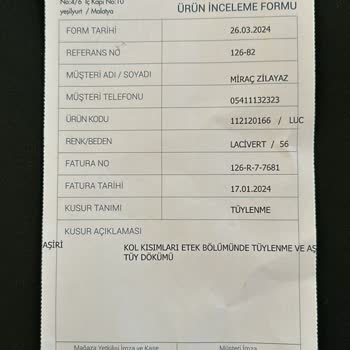 No:4/6 İç Kapı No:10
yeşilyurt / Malatya
ÜRÜN İNCELEME FORMU
FORM TARİHİ 26.03.2024
REFERANS NO 126-82
MÜŞTERİ ADI / SOYADI MİRAÇ ZİLAYAZ
MÜŞTERİ TELEFONU 05411132323
ÜRÜN KODU 112120166 / LUC
RENK/BEDEN LACİVERT / 56
FATURA NO 126-R-7-7681
FATURA TARİHİ 17.01.2024
KUSUR TANIMI TÜYLENME
KUSUR AÇIKLAMASI
AŞIRI KOL KISIMLARI ETEK BÖLÜMÜNDE TÜYLENME VE AŞ
TÜY DÖKÜMÜ
Mağaza Yetkilisi İmza ve Kaşe Müşteri İmza